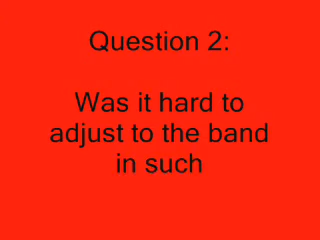 Question 2:
Was it hard to
adjust to the band
in such